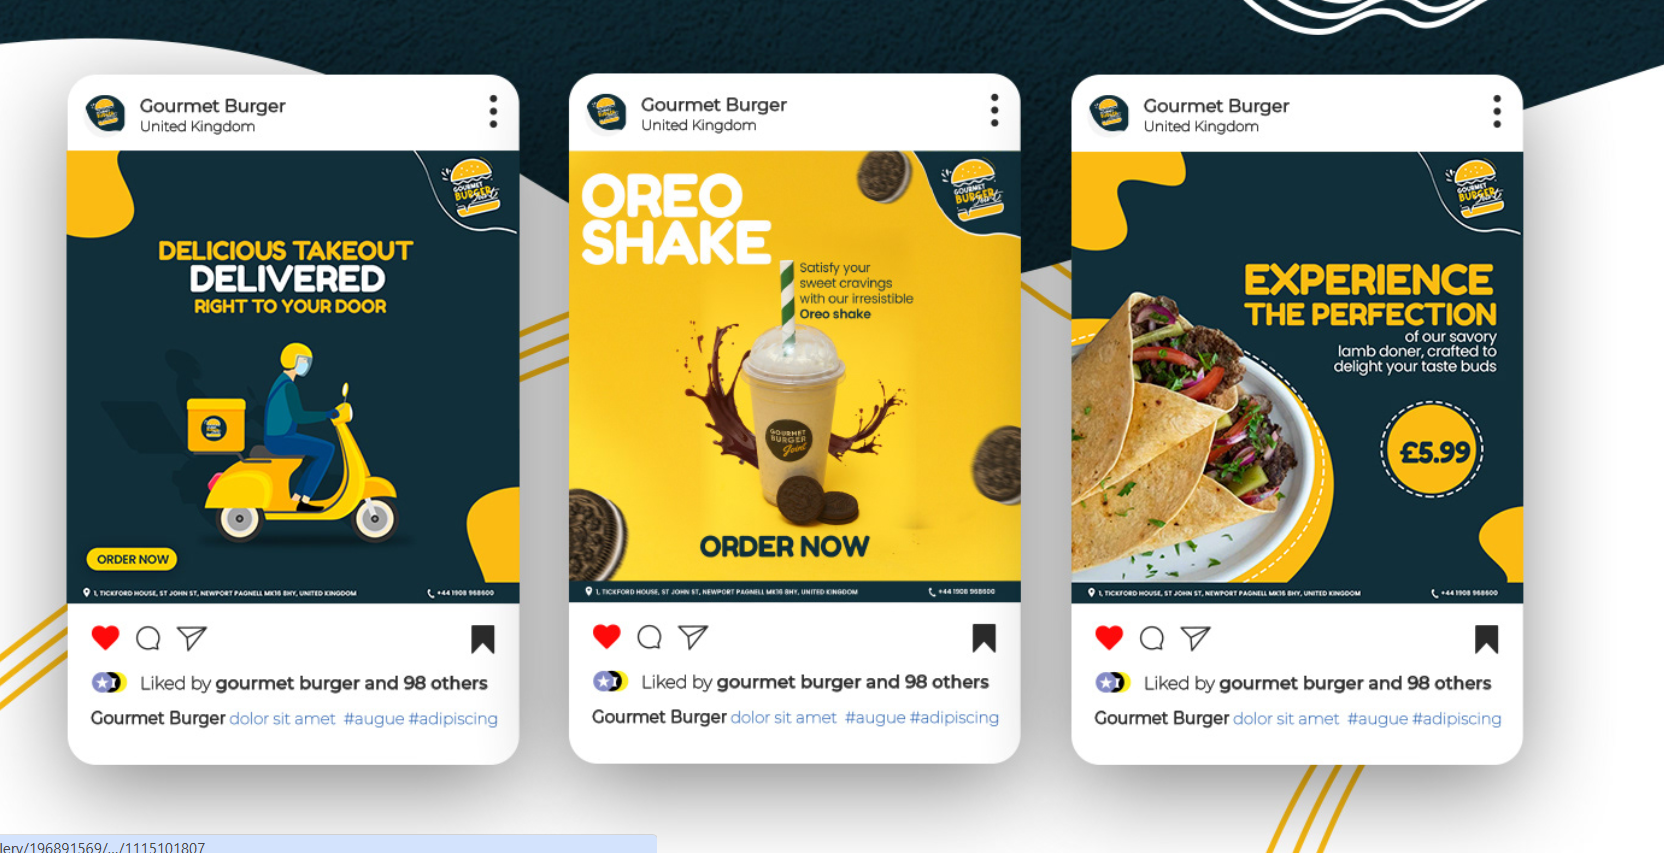 Gourmet Burger
United Kingdom
GOURMET
BURGER
Joint
DELICIOUS TAKEOUT
DELIVERED
RIGHT TO YOUR DOOR
ORDER NOW
1, TICKFORD HOUSE, ST JOHN ST, NEWPORT PAGNELL MK16 8HY, UNITED KINGDOM
+44 1908 968600
Liked by gourmet burger and 98 others
Gourmet Burger dolor sit amet #augue #adipiscing
Gourmet Burger
United Kingdom
OREO
SHAKE
GOURMET
BURGER
Joint
Satisfy your
sweet cravings
with our irresistible
Oreo shake
GOURMET
BURGER
Joint
ORDER NOW
1, TICKFORD HOUSE, ST JOHN ST, NEWPORT PAGNELL MK16 8HY, UNITED KINGDOM
+44 1908 968600
Liked by gourmet burger and 98 others
Gourmet Burger dolor sit amet #augue #adipiscing
Gourmet Burger
United Kingdom
GOURMET
BURGER
Joint
EXPERIENCE
THE PERFECTION
of our savory
lamb doner, crafted to
delight your taste buds
£5.99
1, TICKFORD HOUSE, ST JOHN ST, NEWPORT PAGNELL MK16 8HY, UNITED KINGDOM
+44 1908 968600
Liked by gourmet burger and 98 others
Gourmet Burger dolor sit amet #augue #adipiscing
lery/196891569/.../1115101807